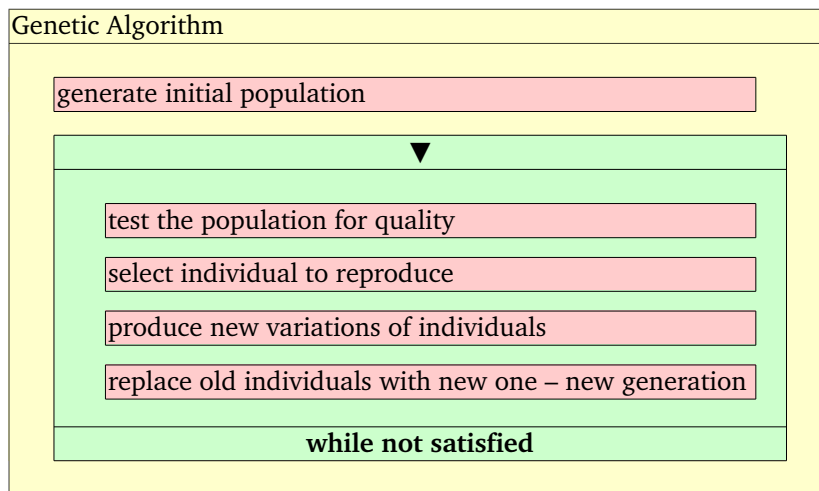 Genetic Algorithm
generate initial population
▼
test the population for quality
select individual to reproduce
produce new variations of individuals
replace old individuals with new one – new generation
while not satisfied